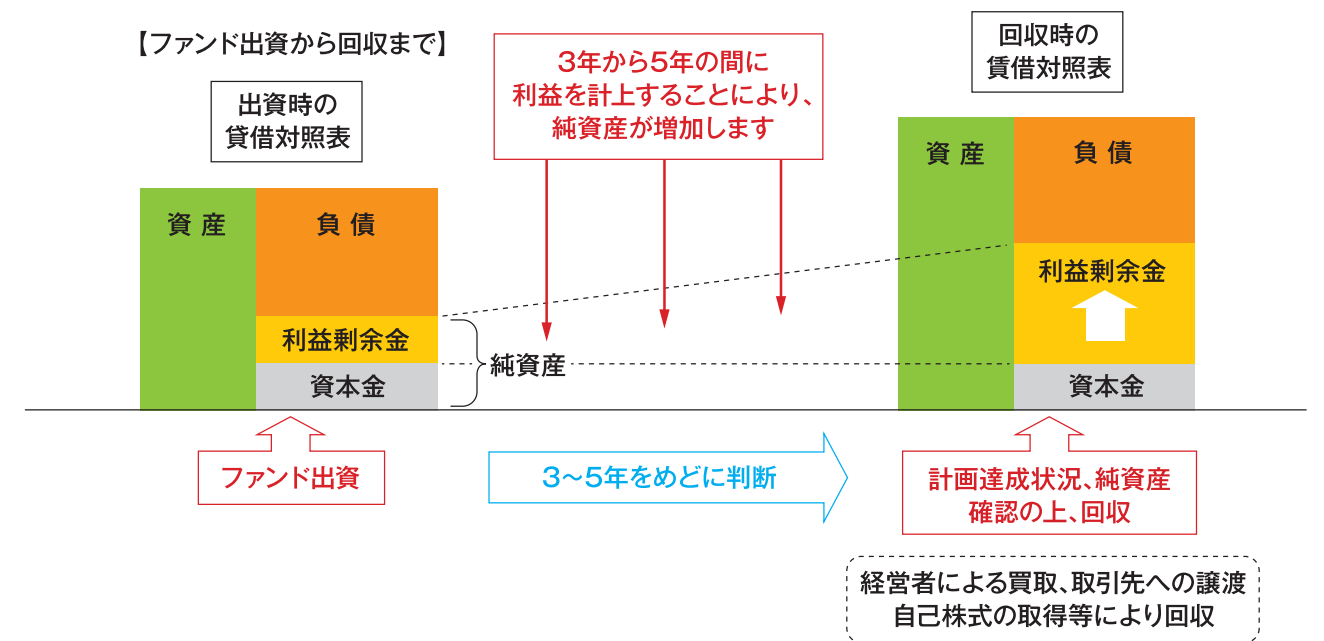 【ファンド出資から回収まで】
出資時の
貸借対照表
3年から5年の間に
利益を計上することにより、
純資産が増加します
回収時の
賃借対照表
資産
負債
利益剰余金
資本金
純資産
資産
負債
利益剰余金
資本金
ファンド出資
3～5年をめどに判断
計画達成状況、純資産
確認の上、回収
経営者による買取、取引先への譲渡
自己株式の取得等により回収